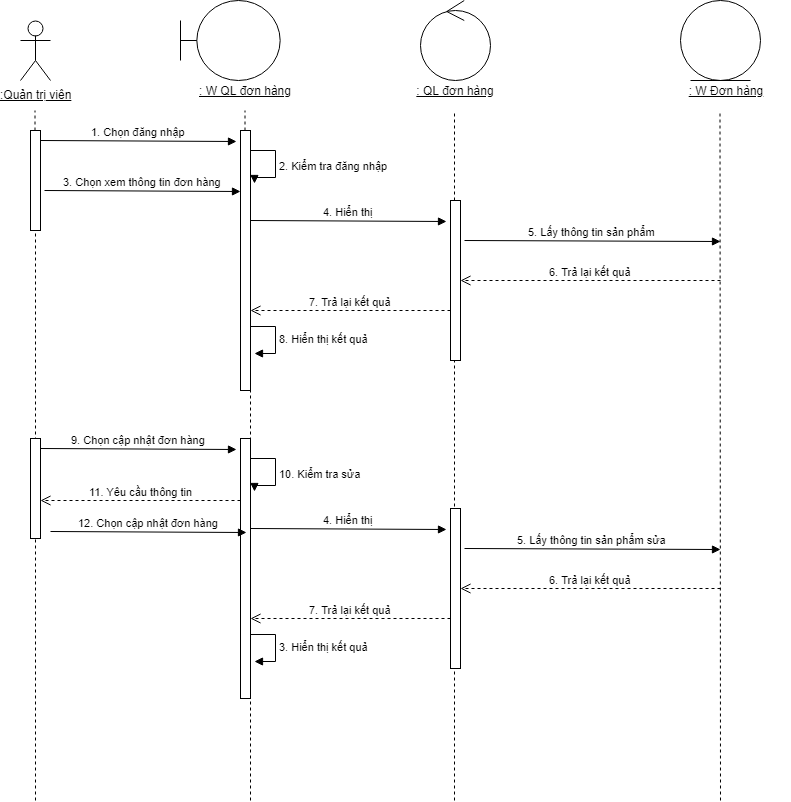 :Quản trị viên
: W QL đơn hàng
: QL đơn hàng
: W Đơn hàng
1. Chọn đăng nhập
2. Kiểm tra đăng nhập
3. Chọn xem thông tin đơn hàng
4. Hiển thị
5. Lấy thông tin sản phẩm
6. Trả lại kết quả
7. Trả lại kết quả
8. Hiển thị kết quả
9. Chọn cập nhật đơn hàng
10. Kiểm tra sửa
11. Yêu cầu thông tin
12. Chọn cập nhật đơn hàng
4. Hiển thị
5. Lấy thông tin sản phẩm sửa
6. Trả lại kết quả
7. Trả lại kết quả
3. Hiển thị kết quả